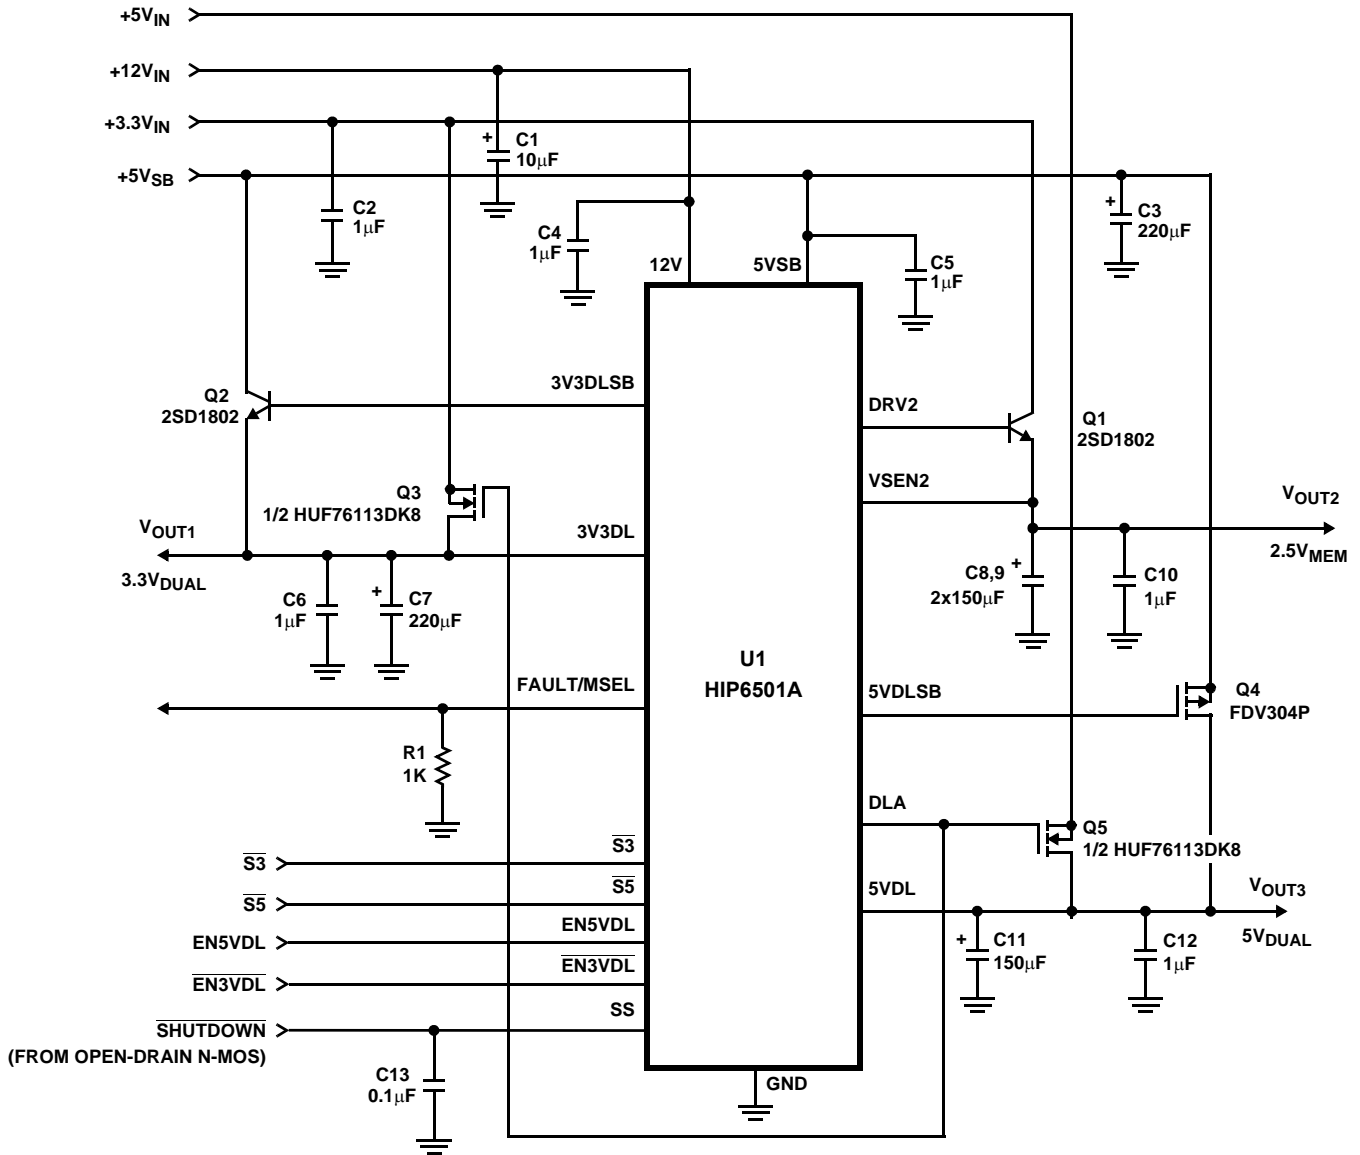 +5VIN
+12VIN
+3.3VIN
+5VSB
+
C1
10µF
C2
1µF
C4
1µF
+
C3
220µF
12V
5VSB
C5
1µF
Q2
2SD1802
3V3DLSB
DRV2
Q1
2SD1802
VSEN2
Q3
1/2 HUF76113DK8
VOUT1
3.3VDUAL
3V3DL
VOUT2
2.5VMEM
C6
1µF
+
C7
220µF
C8,9
+
2x150µF
C10
1µF
U1
HIP6501A
FAULT/MSEL
R1
1K
5VDLSB
Q4
FDV304P
DLA
Q5
1/2 HUF76113DK8
5VDL
VOUT3
5VDUAL
+
C11
150µF
C12
1µF
S3
S3
S5
S5
EN5VDL
EN5VDL
EN3VDL
EN3VDL
SHUTDOWN
SS
(FROM OPEN-DRAIN N-MOS)
C13
0.1µF
GND